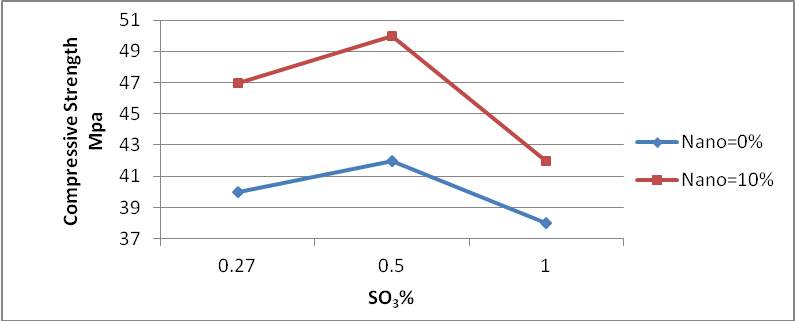 Compressive Strength
Mpa
51
49
47
45
43
41
39
37
0.27 0.5 1
SO₃%
Nano=0%
Nano=10%